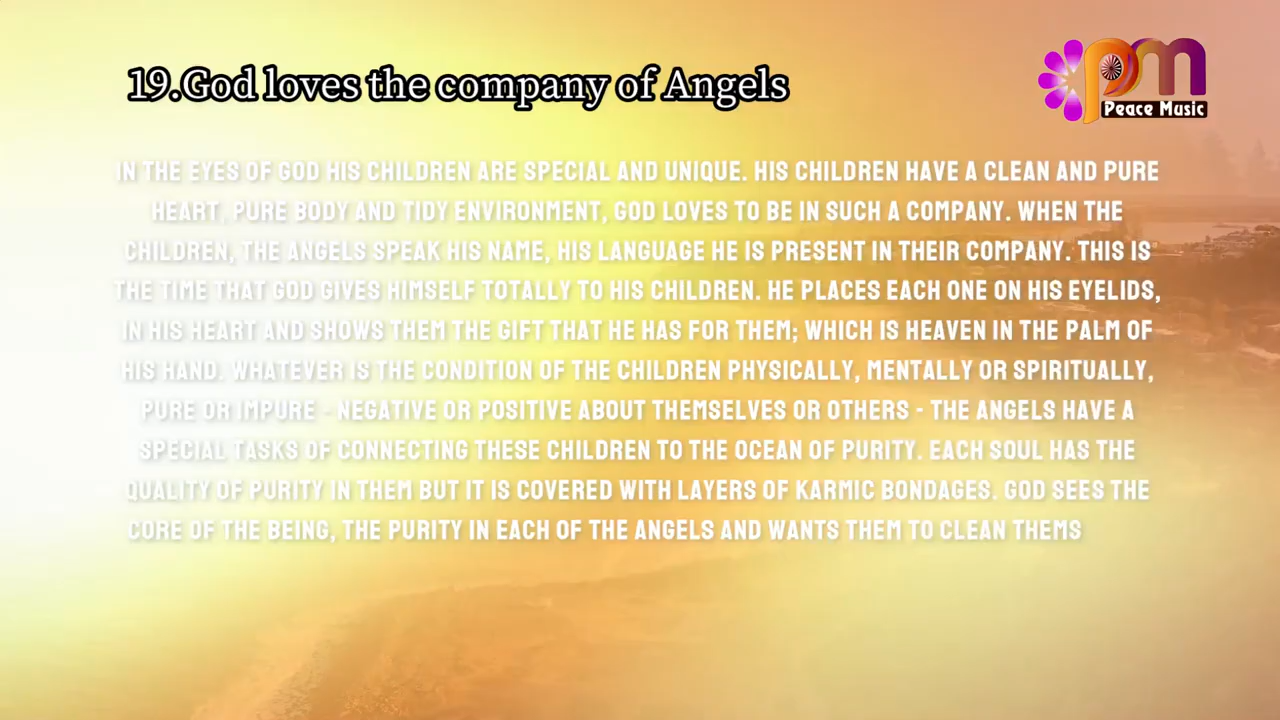 19.God loves the company of Angels
pm
Peace Music
IN THE EYES OF GOD HIS CHILDREN ARE SPECIAL AND UNIQUE. HIS CHILDREN HAVE A CLEAN AND PURE
HEART, PURE BODY AND TIDY ENVIRONMENT, GOD LOVES TO BE IN SUCH A COMPANY. WHEN THE
CHILDREN, THE ANGELS SPEAK HIS NAME, HIS LANGUAGE HE IS PRESENT IN THEIR COMPANY. THIS IS
THE TIME THAT GOD GIVES HIMSELF TOTALLY TO HIS CHILDREN. HE PLACES EACH ONE ON HIS EYELIDS,
IN HIS HEART AND SHOWS THEM THE GIFT THAT HE HAS FOR THEM; WHICH IS HEAVEN IN THE PALM OF
HIS HAND. WHATEVER IS THE CONDITION OF THE CHILDREN PHYSICALLY, MENTALLY OR SPIRITUALLY,
PURE OR IMPURE - NEGATIVE OR POSITIVE ABOUT THEMSELVES OR OTHERS - THE ANGELS HAVE A
SPECIAL TASKS OF CONNECTING THESE CHILDREN TO THE OCEAN OF PURITY. EACH SOUL HAS THE
QUALITY OF PURITY IN THEM BUT IT IS COVERED WITH LAYERS OF KARMIC BONDAGES. GOD SEES THE
CORE OF THE BEING, THE PURITY IN EACH OF THE ANGELS AND WANTS THEM TO CLEAN THEMS